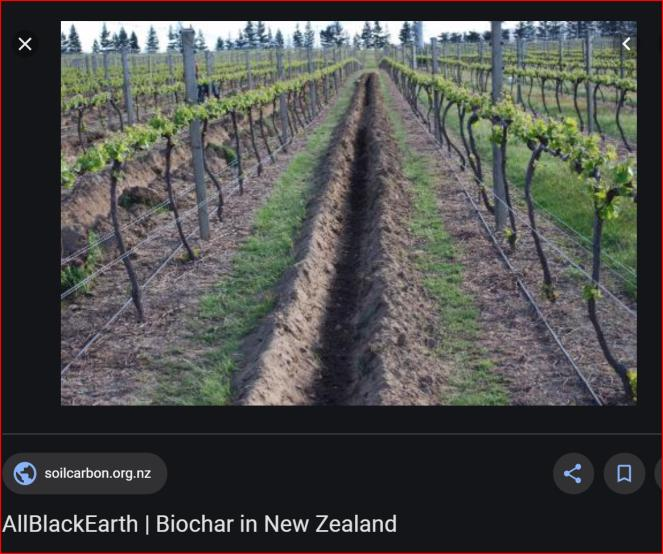 soilcarbon.org.nz
AllBlackEarth | Biochar in New Zealand